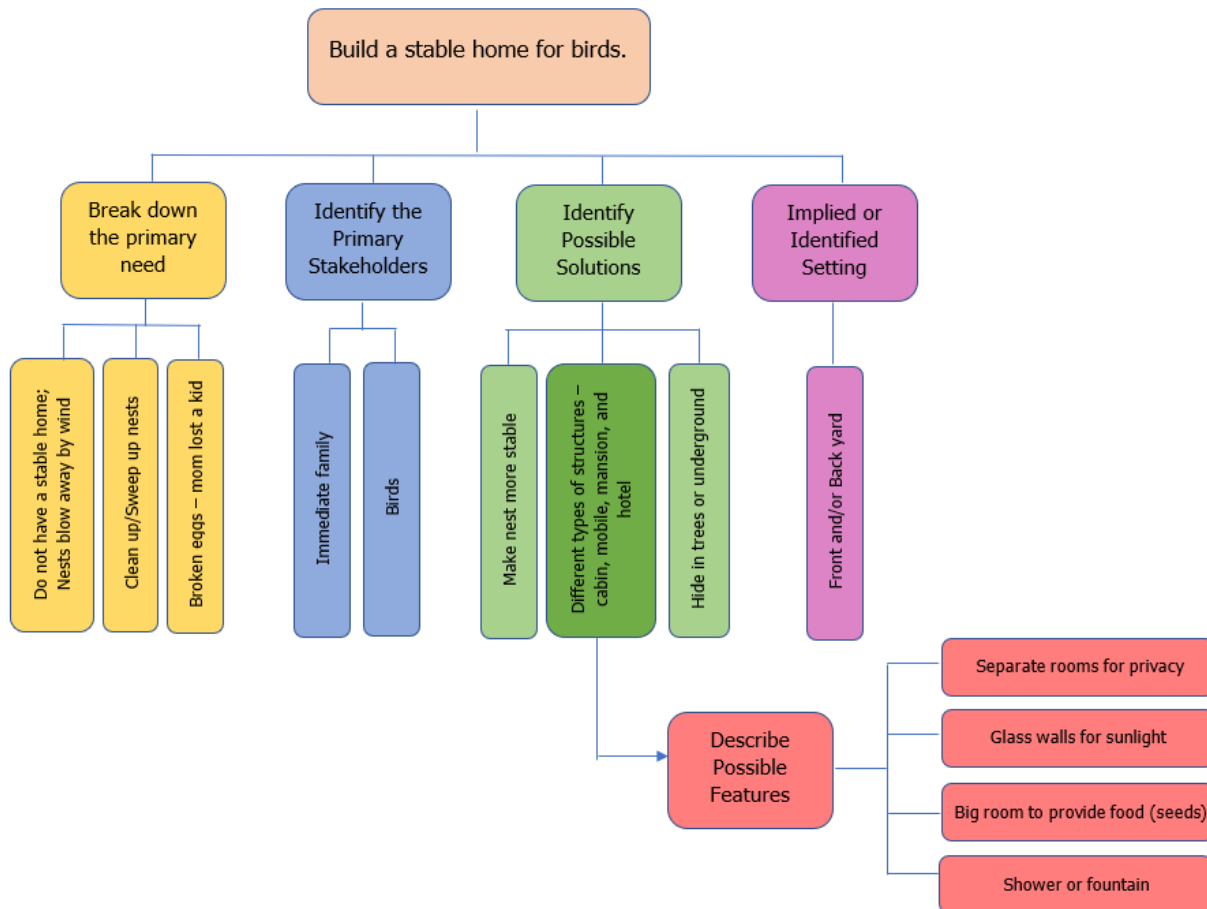 Build a stable home for birds.
Break down
the primary
need
Identify the
Primary
Stakeholders
Identify
Possible
Solutions
Implied or
Identified
Setting
Do not have a stable home;
Nests blow away by wind
Clean up/Sweep up nests
Broken eggs – mom lost a kid
Immediate family
Birds
Make nest more stable
Different types of structures –
cabin, mobile, mansion, and
hotel
Hide in trees or underground
Front and/or Back yard
Describe
Possible
Features
Separate rooms for privacy
Glass walls for sunlight
Big room to provide food (seeds)
Shower or fountain